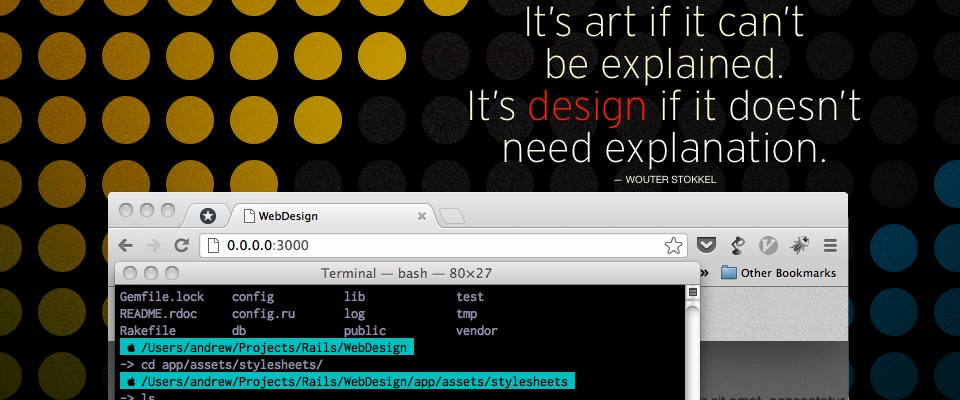 It's art if it can't
be explained.
It's design if it doesn't
need explanation.
— WOUTER STOKKEL
WebDesign
0.0.0.0:3000
Terminal — bash — 80×27
» Other Bookmarks
Gemfile.lock config lib test
README.rdoc config.ru log tmp
Rakefile db public vendor
/Users/andrew/Projects/Rails/WebDesign
-> cd app/assets/stylesheets/
/Users/andrew/Projects/Rails/WebDesign/app/assets/stylesheets
-> ls
sit amet, consectetur